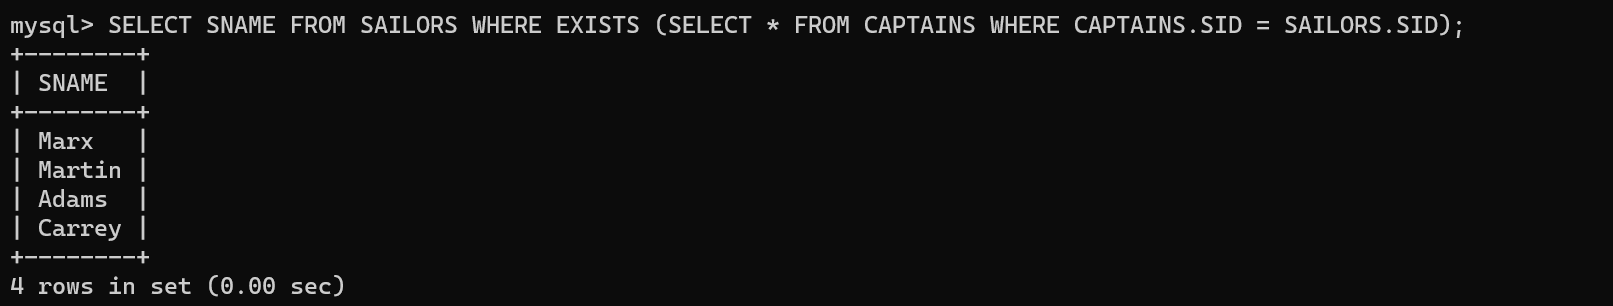 mysql> SELECT SNAME FROM SAILORS WHERE EXISTS (SELECT * FROM CAPTAINS WHERE CAPTAINS.SID = SAILORS.SID);
+--------+
| SNAME  |
+--------+
| Marx   |
| Martin |
| Adams  |
| Carrey |
+--------+
4 rows in set (0.00 sec)